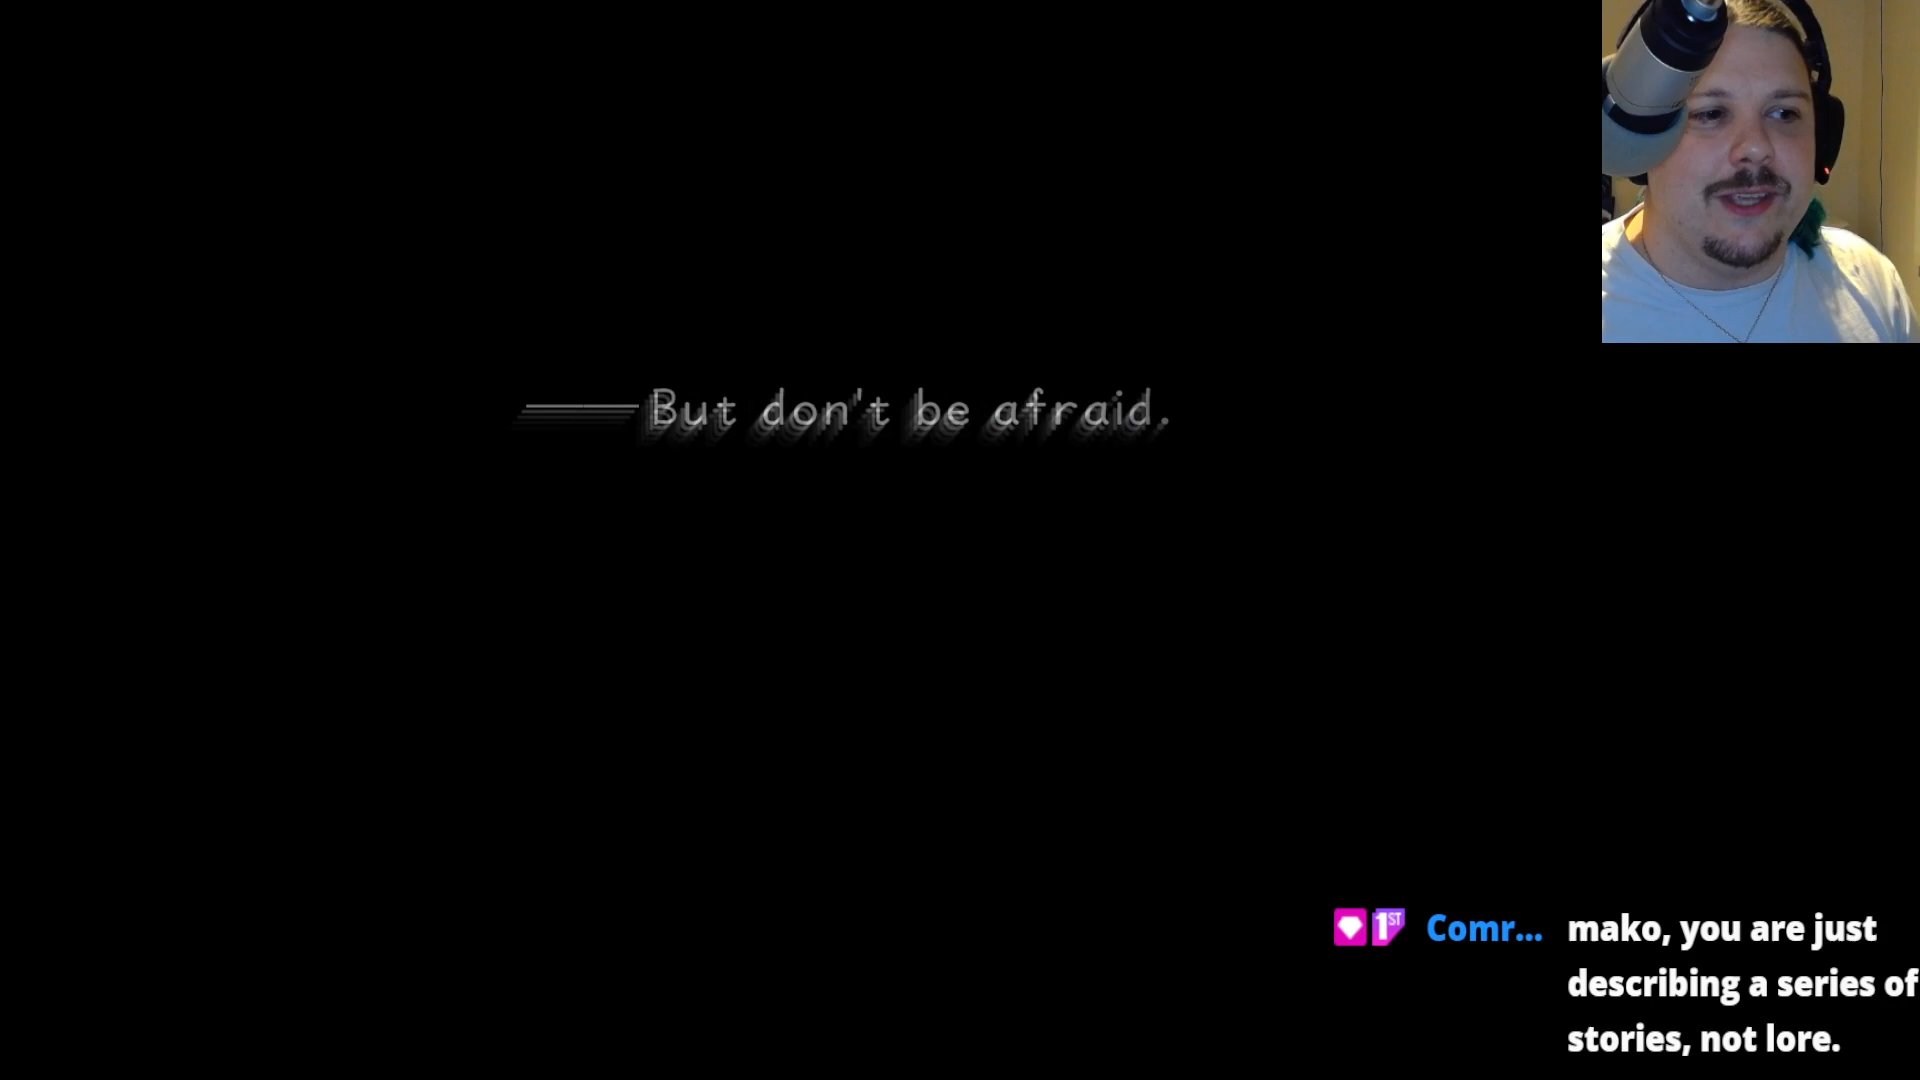 ———But don't be afraid.
1ST Comr... mako, you are just
describing a series of
stories, not lore.